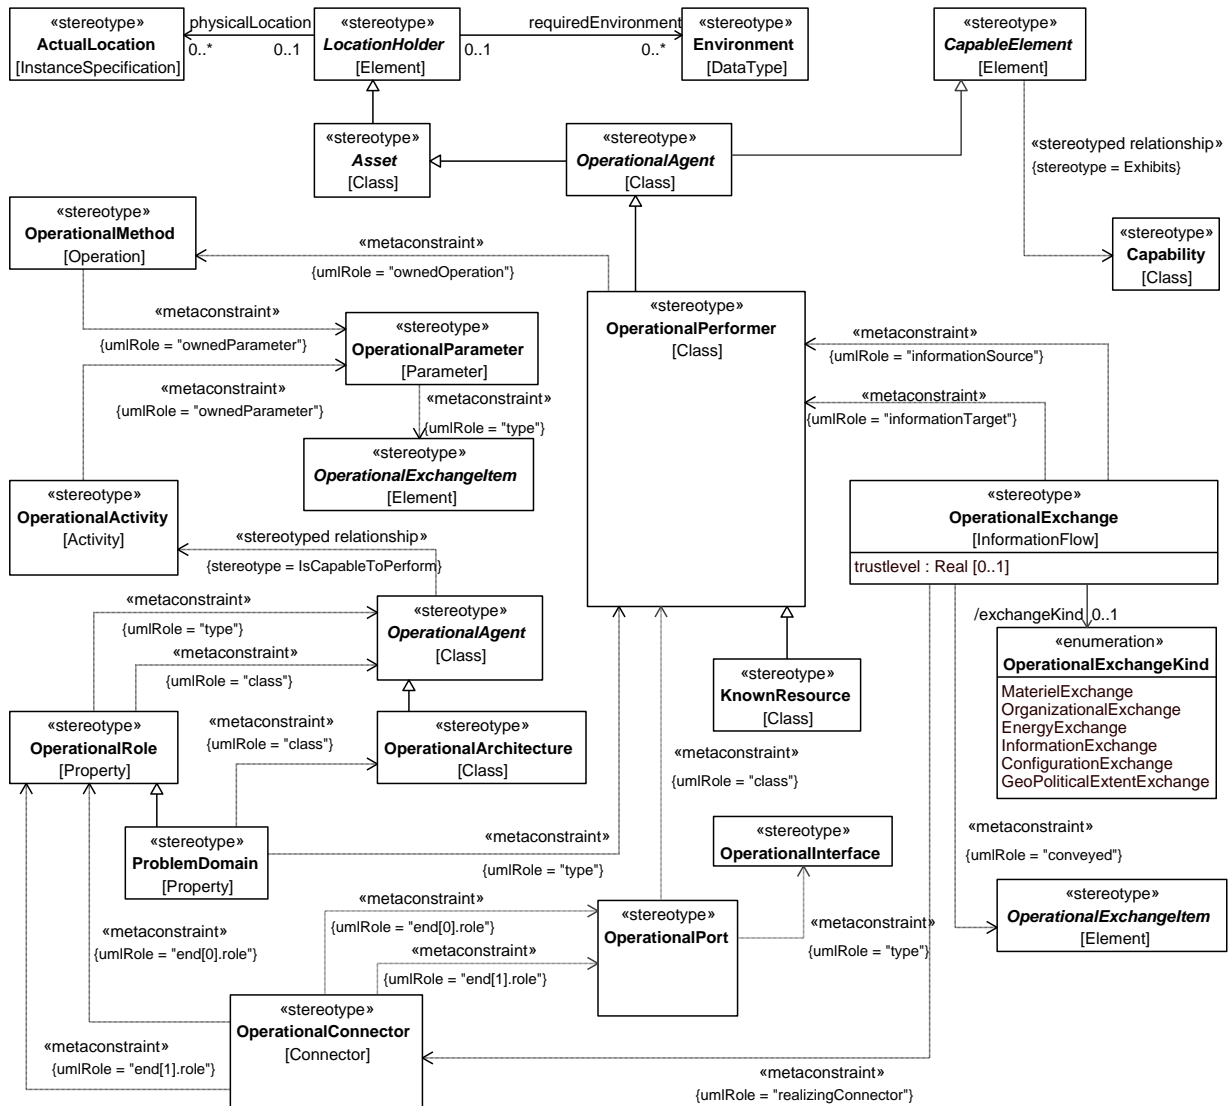 «stereotype»
ActualLocation
[InstanceSpecification]
physicalLocation
0..*
0..1
«stereotype»
LocationHolder
[Element]
requiredEnvironment
0..1
0..*
«stereotype»
Environment
[DataType]
«stereotype»
CapableElement
[Element]
«stereotype»
Asset
[Class]
«stereotype»
OperationalAgent
[Class]
«stereotyped relationship»
{stereotype = Exhibits}
«stereotype»
OperationalMethod
[Operation]
«metaconstraint»
{umlRole = "ownedOperation"}
«stereotype»
Capability
[Class]
«metaconstraint»
{umlRole = "ownedParameter"}
«stereotype»
OperationalParameter
[Parameter]
«stereotype»
OperationalPerformer
[Class]
«metaconstraint»
{umlRole = "informationSource"}
«metaconstraint»
{umlRole = "ownedParameter"}
«metaconstraint»
{umlRole = "type"}
«metaconstraint»
{umlRole = "informationTarget"}
«stereotype»
OperationalExchangeItem
[Element]
«stereotype»
OperationalActivity
[Activity]
«stereotype»
OperationalExchange
[InformationFlow]
trustlevel : Real [0..1]
«stereotyped relationship»
{stereotype = IsCapableToPerform}
«metaconstraint»
{umlRole = "type"}
«stereotype»
OperationalAgent
[Class]
/exchangeKind 0..1
«metaconstraint»
{umlRole = "class"}
«enumeration»
OperationalExchangeKind
MaterielExchange
OrganizationalExchange
EnergyExchange
InformationExchange
ConfigurationExchange
GeoPoliticalExtentExchange
«stereotype»
KnownResource
[Class]
«stereotype»
OperationalRole
[Property]
«metaconstraint»
{umlRole = "class"}
«stereotype»
OperationalArchitecture
[Class]
«metaconstraint»
{umlRole = "class"}
«stereotype»
ProblemDomain
[Property]
«metaconstraint»
{umlRole = "type"}
«stereotype»
OperationalInterface
«metaconstraint»
{umlRole = "conveyed"}
«stereotype»
OperationalExchangeItem
[Element]
«metaconstraint»
{umlRole = "end[0].role"}
«metaconstraint»
{umlRole = "end[0].role"}
«metaconstraint»
{umlRole = "end[1].role"}
«stereotype»
OperationalPort
«metaconstraint»
{umlRole = "type"}
«stereotype»
OperationalConnector
[Connector]
«metaconstraint»
{umlRole = "end[1].role"}
«metaconstraint»
{umlRole = "realizingConnector"}